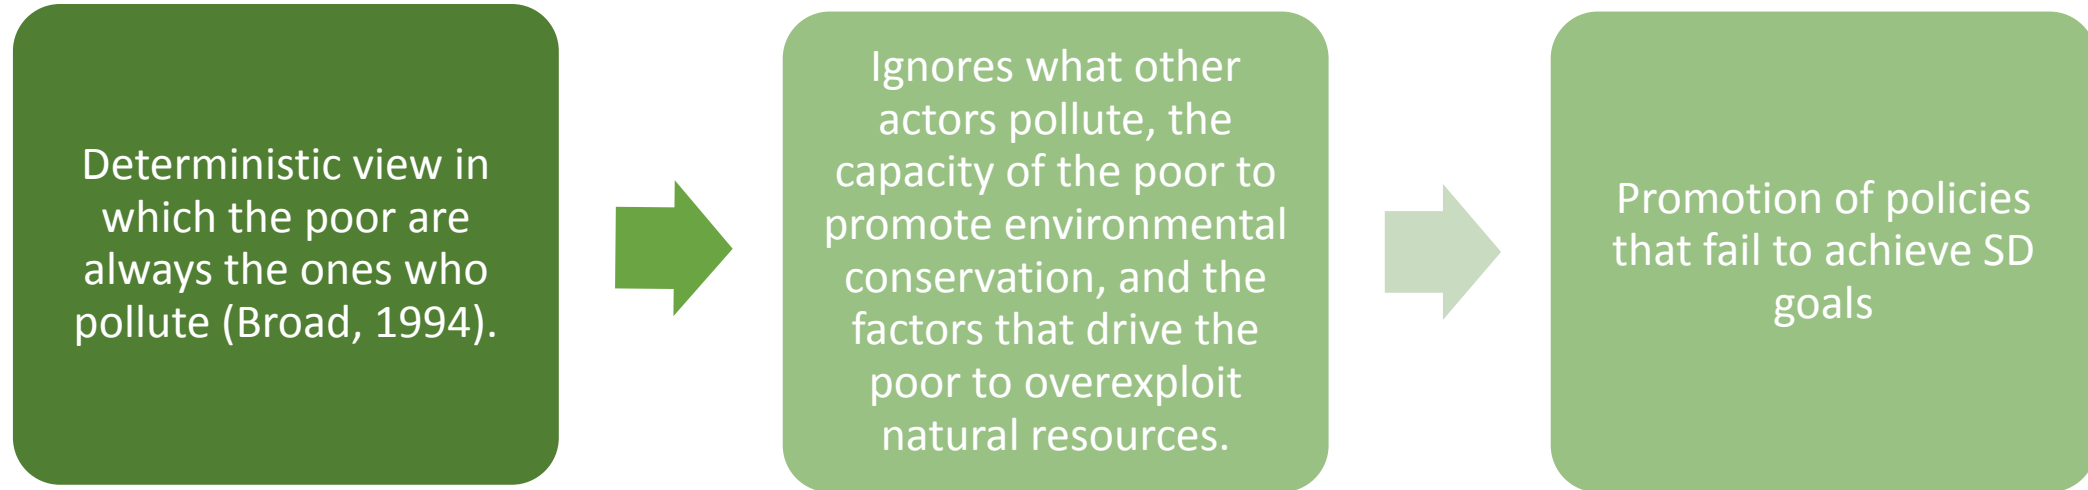 Deterministic view in
which the poor are
always the ones who
pollute (Broad, 1994).
Ignores what other
actors pollute, the
capacity of the poor to
promote environmental
conservation, and the
factors that drive the
poor to overexploit
natural resources.
Promotion of policies
that fail to achieve SD
goals